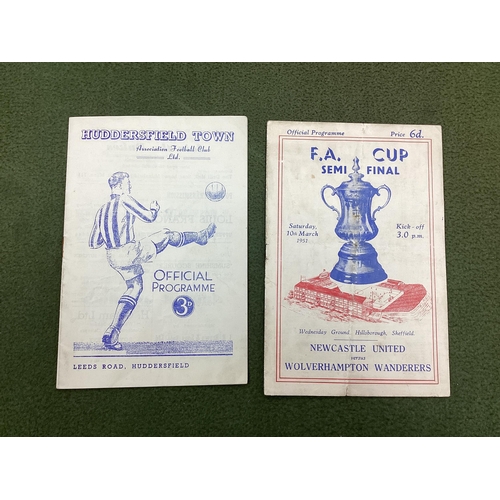 HUDDERSFIELD TOWN
Association Football Club
Ltd.
OFFICIAL
PROGRAMME
3D
LEEDS ROAD, HUDDERSFIELD
Official Programme Price 6d.
F.A. CUP
SEMI FINAL
Saturday,
10th March
1951
Kick-off
3.0 p.m.
Wednesday Ground, Hillsborough, Sheffield.
NEWCASTLE UNITED
versus
WOLVERHAMPTON WANDERERS